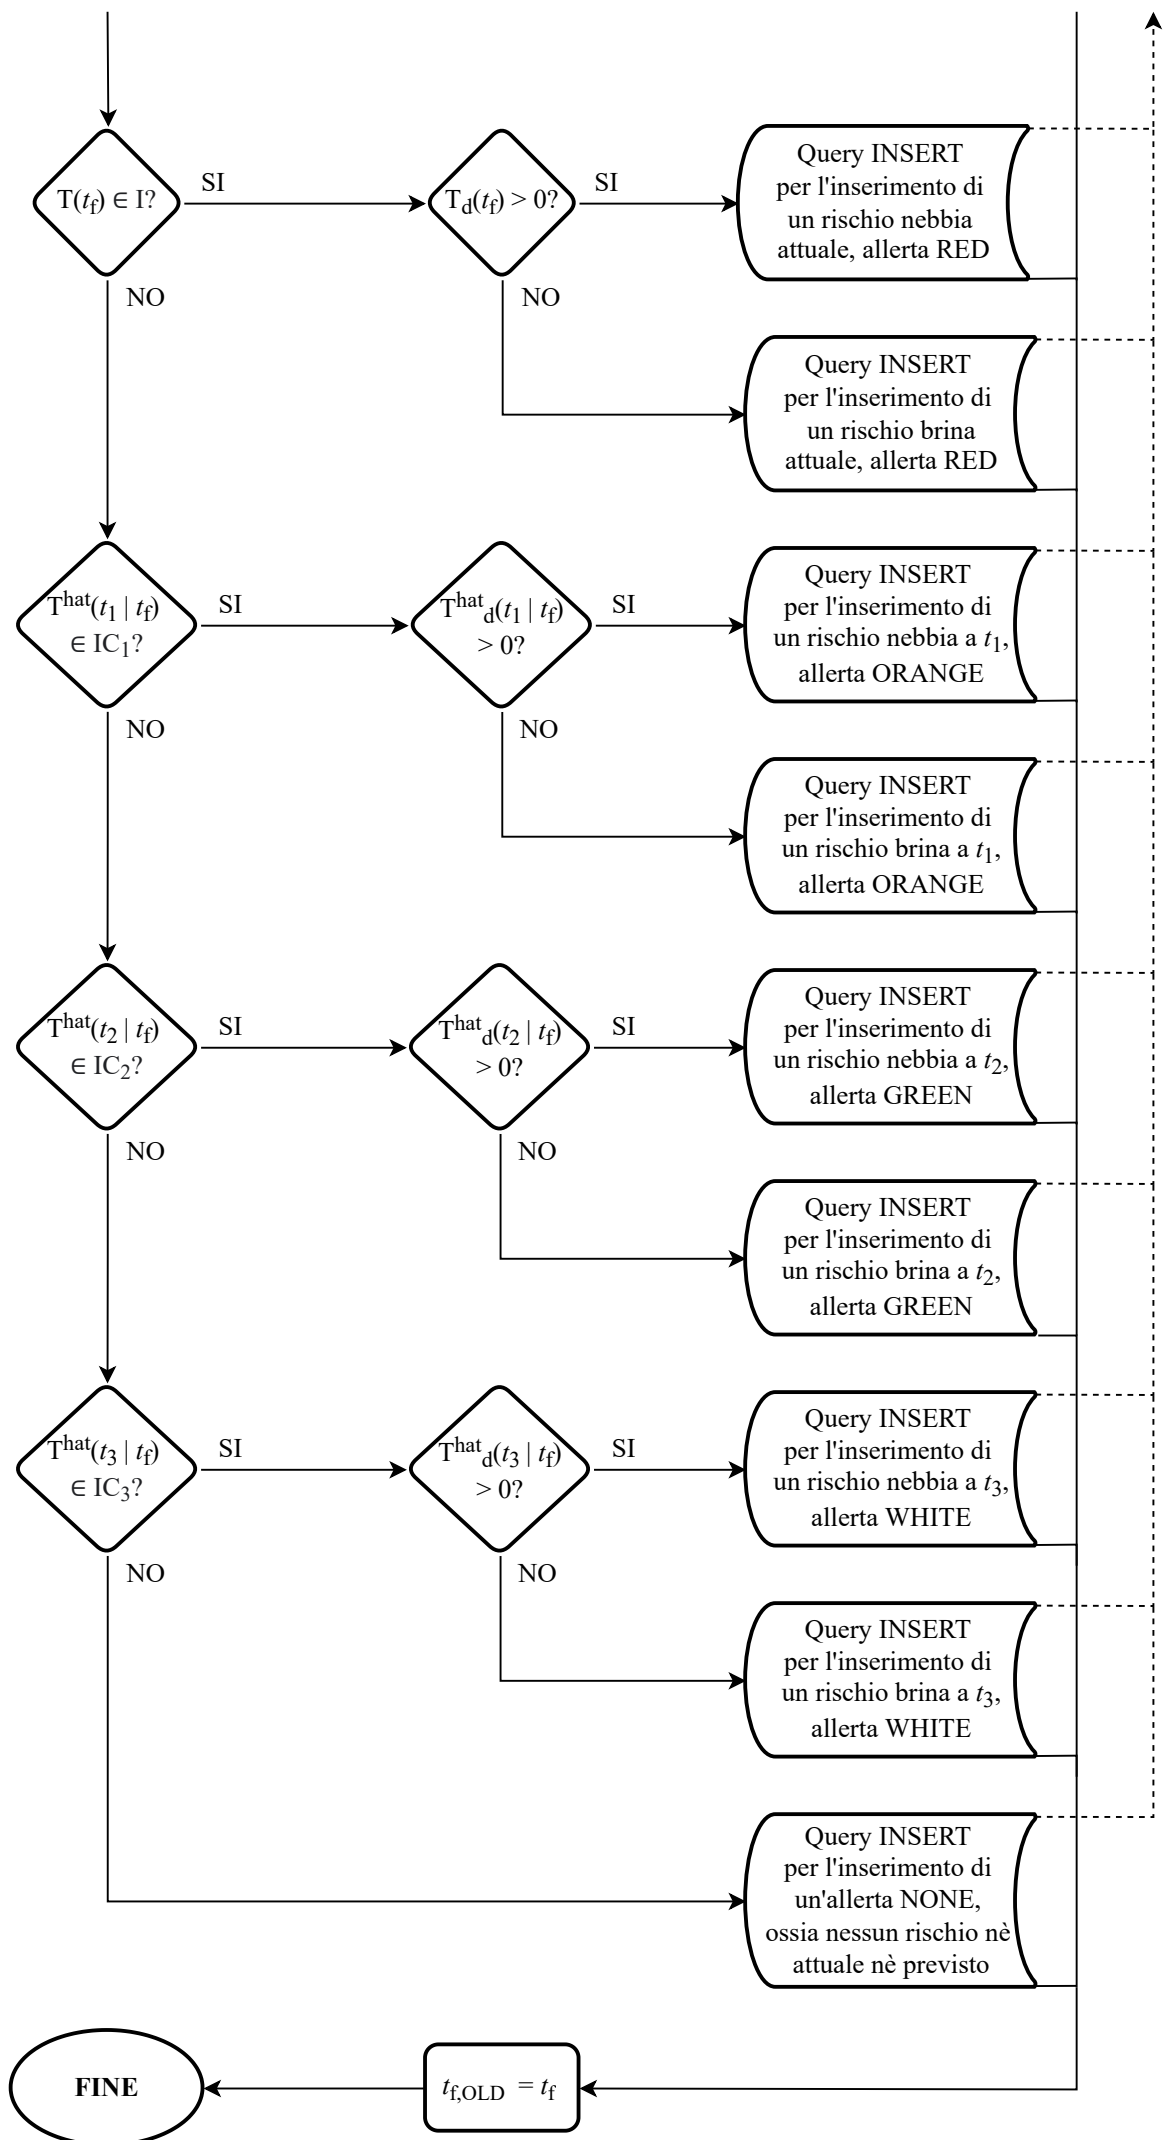 T(t_f) ∈ I?
SI
T_d(t_f) > 0?
SI
Query INSERT
per l'inserimento di
un rischio nebbia
attuale, allerta RED
NO
NO
Query INSERT
per l'inserimento di
un rischio brina
attuale, allerta RED
T^hat(t_1 | t_f)
∈ IC_1?
SI
T^hat_d(t_1 | t_f)
> 0?
SI
Query INSERT
per l'inserimento di
un rischio nebbia a t_1,
allerta ORANGE
NO
NO
Query INSERT
per l'inserimento di
un rischio brina a t_1,
allerta ORANGE
T^hat(t_2 | t_f)
∈ IC_2?
SI
T^hat_d(t_2 | t_f)
> 0?
SI
Query INSERT
per l'inserimento di
un rischio nebbia a t_2,
allerta GREEN
NO
NO
Query INSERT
per l'inserimento di
un rischio brina a t_2,
allerta GREEN
T^hat(t_3 | t_f)
∈ IC_3?
SI
T^hat_d(t_3 | t_f)
> 0?
SI
Query INSERT
per l'inserimento di
un rischio nebbia a t_3,
allerta WHITE
NO
NO
Query INSERT
per l'inserimento di
un rischio brina a t_3,
allerta WHITE
Query INSERT
per l'inserimento di
un'allerta NONE,
ossia nessun rischio nè
attuale nè previsto
FINE
t_f,OLD = t_f